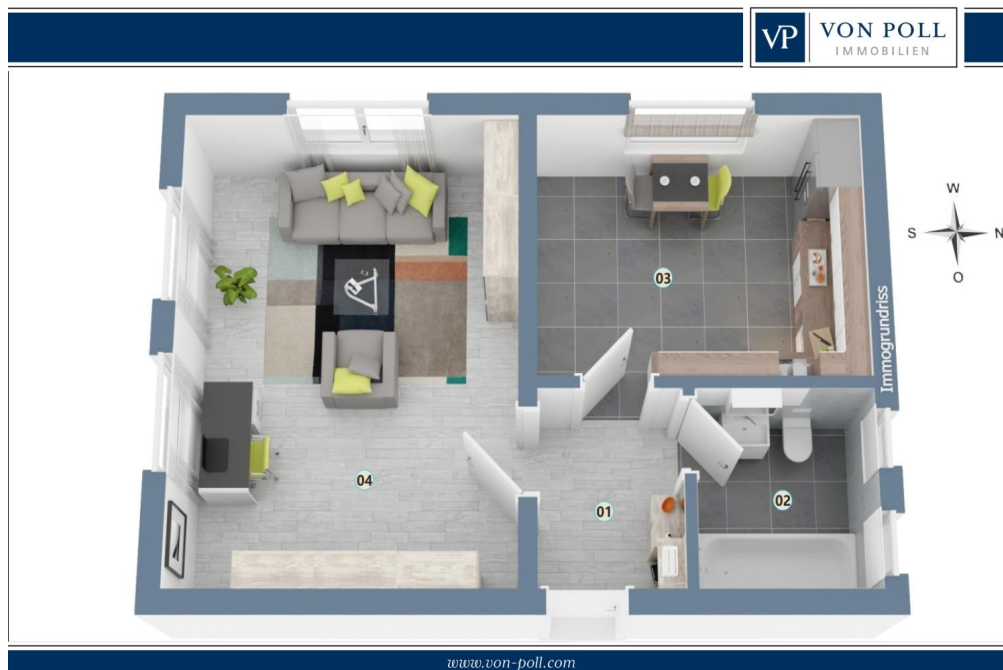 VP VON POLL
IMMOBILIEN
W
S N
O
03
Immogrundriss
04
01
02
www.von-poll.com